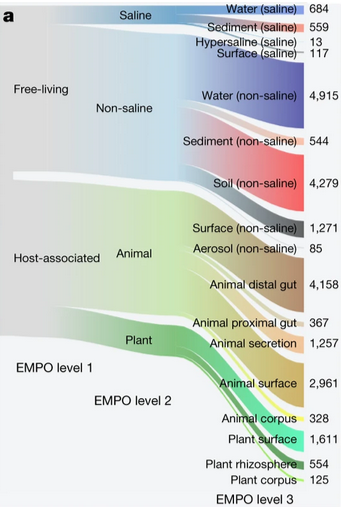 a
Saline
Water (saline) 684
Sediment (saline) 559
Hypersaline (saline) 13
Surface (saline) 117
Free-living
Non-saline
Water (non-saline) 4,915
Sediment (non-saline) 544
Soil (non-saline) 4,279
Surface (non-saline) 1,271
Aerosol (non-saline) 85
Host-associated
Animal
Animal distal gut 4,158
Animal proximal gut 367
Animal secretion 1,257
Plant
Animal surface 2,961
Animal corpus 328
Plant surface 1,611
Plant rhizosphere 554
Plant corpus 125
EMPO level 1
EMPO level 2
EMPO level 3